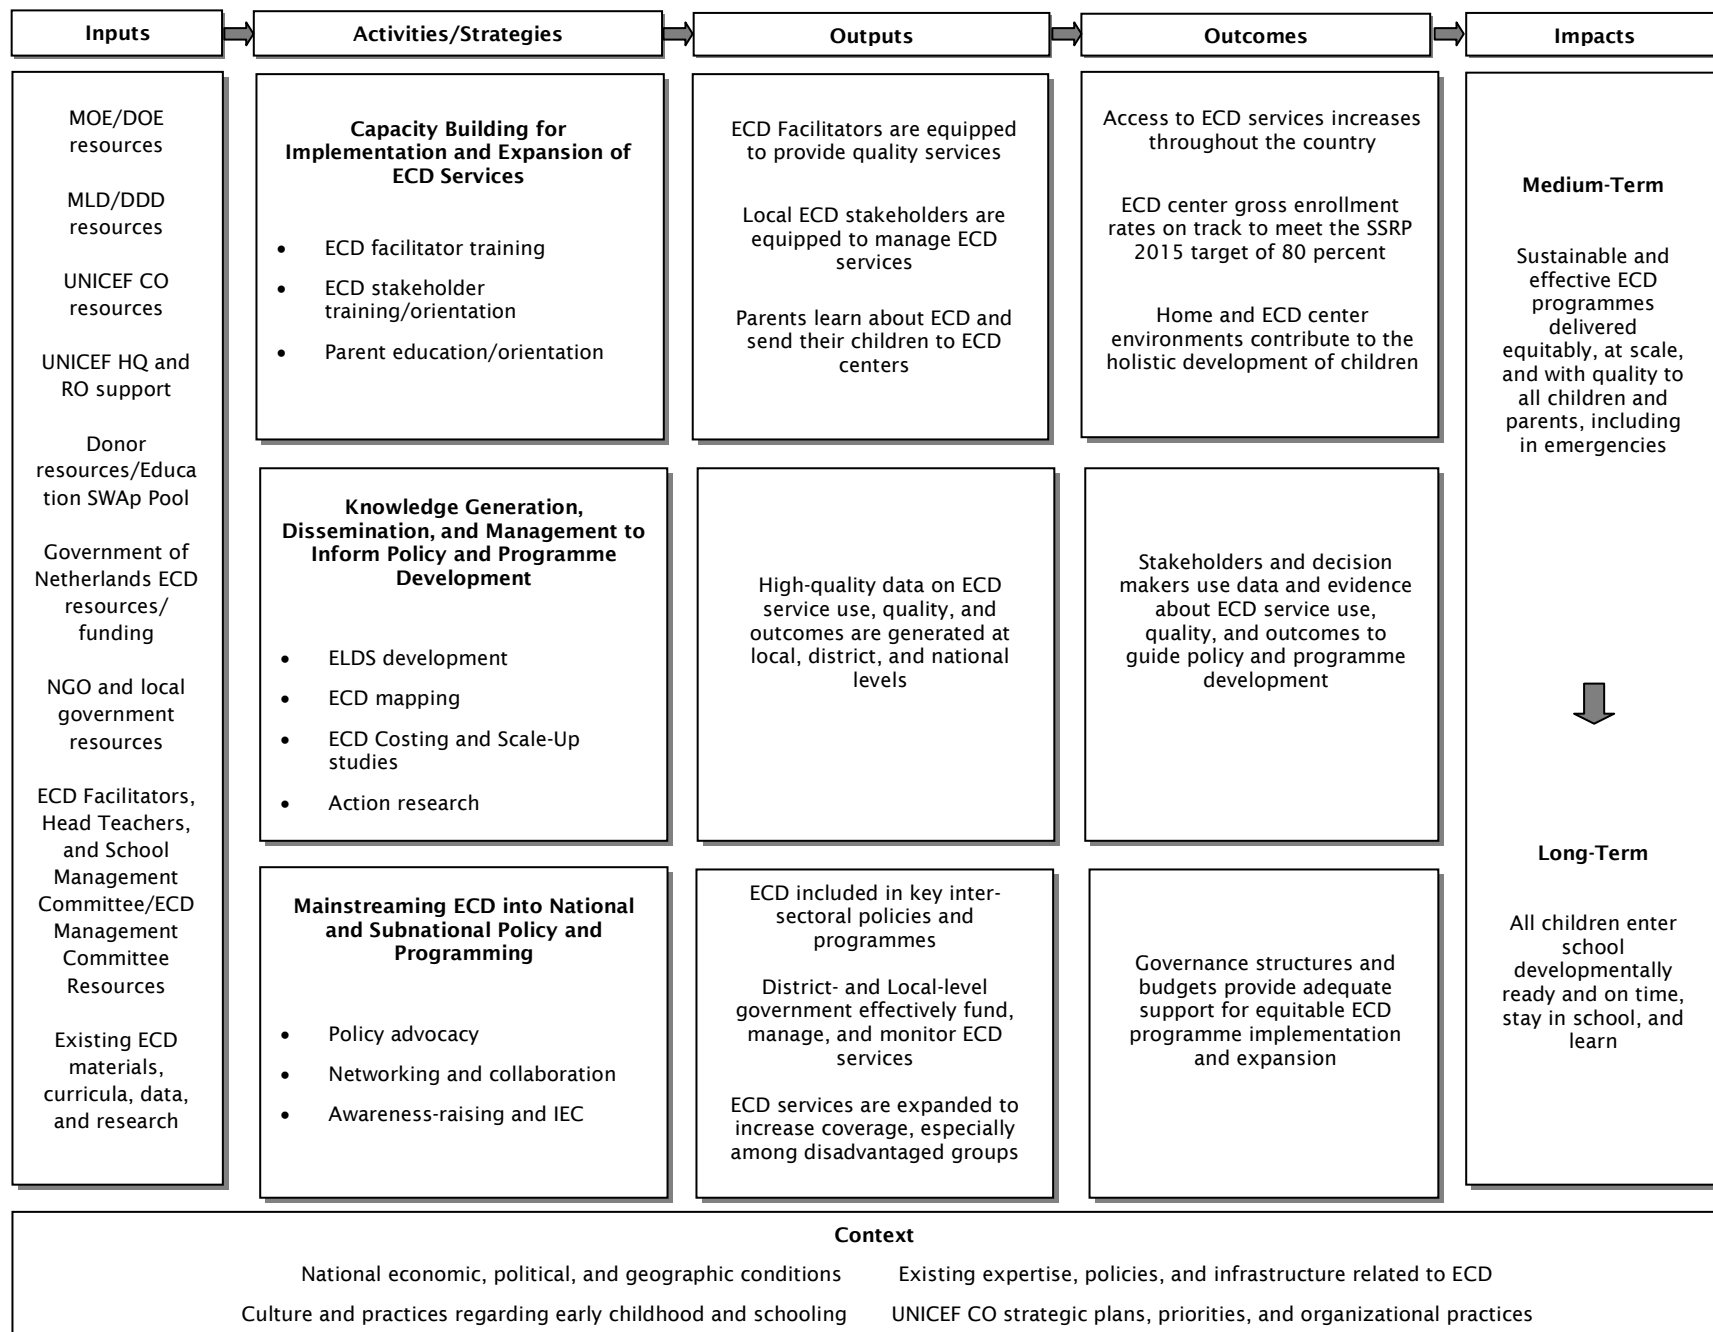 Inputs
Activities/Strategies
Outputs
Outcomes
Impacts
MOE/DOE
resources
MLD/DDD
resources
UNICEF CO
resources
UNICEF HQ and
RO support
Donor
resources/Educa
tion SWAp Pool
Government of
Netherlands ECD
resources/
funding
NGO and local
government
resources
ECD Facilitators,
Head Teachers,
and School
Management
Committee/ECD
Management
Committee
Resources
Existing ECD
materials,
curricula, data,
and research
Capacity Building for
Implementation and Expansion of
ECD Services
• ECD facilitator training
• ECD stakeholder
training/orientation
• Parent education/orientation
Knowledge Generation,
Dissemination, and Management to
Inform Policy and Programme
Development
• ELDS development
• ECD mapping
• ECD Costing and Scale-Up
studies
• Action research
Mainstreaming ECD into National
and Subnational Policy and
Programming
• Policy advocacy
• Networking and collaboration
• Awareness-raising and IEC
ECD Facilitators are equipped
to provide quality services
Local ECD stakeholders are
equipped to manage ECD
services
Parents learn about ECD and
send their children to ECD
centers
High-quality data on ECD
service use, quality, and
outcomes are generated at
local, district, and national
levels
ECD included in key inter-
sectoral policies and
programmes
District- and Local-level
government effectively fund,
manage, and monitor ECD
services
ECD services are expanded to
increase coverage, especially
among disadvantaged groups
Access to ECD services increases
throughout the country
ECD center gross enrollment
rates on track to meet the SSRP
2015 target of 80 percent
Home and ECD center
environments contribute to the
holistic development of children
Stakeholders and decision
makers use data and evidence
about ECD service use,
quality, and outcomes to
guide policy and programme
development
Governance structures and
budgets provide adequate
support for equitable ECD
programme implementation
and expansion
Medium-Term
Sustainable and
effective ECD
programmes
delivered
equitably, at scale,
and with quality to
all children and
parents, including
in emergencies
Long-Term
All children enter
school
developmentally
ready and on time,
stay in school, and
learn
Context
National economic, political, and geographic conditions
Existing expertise, policies, and infrastructure related to ECD
Culture and practices regarding early childhood and schooling
UNICEF CO strategic plans, priorities, and organizational practices